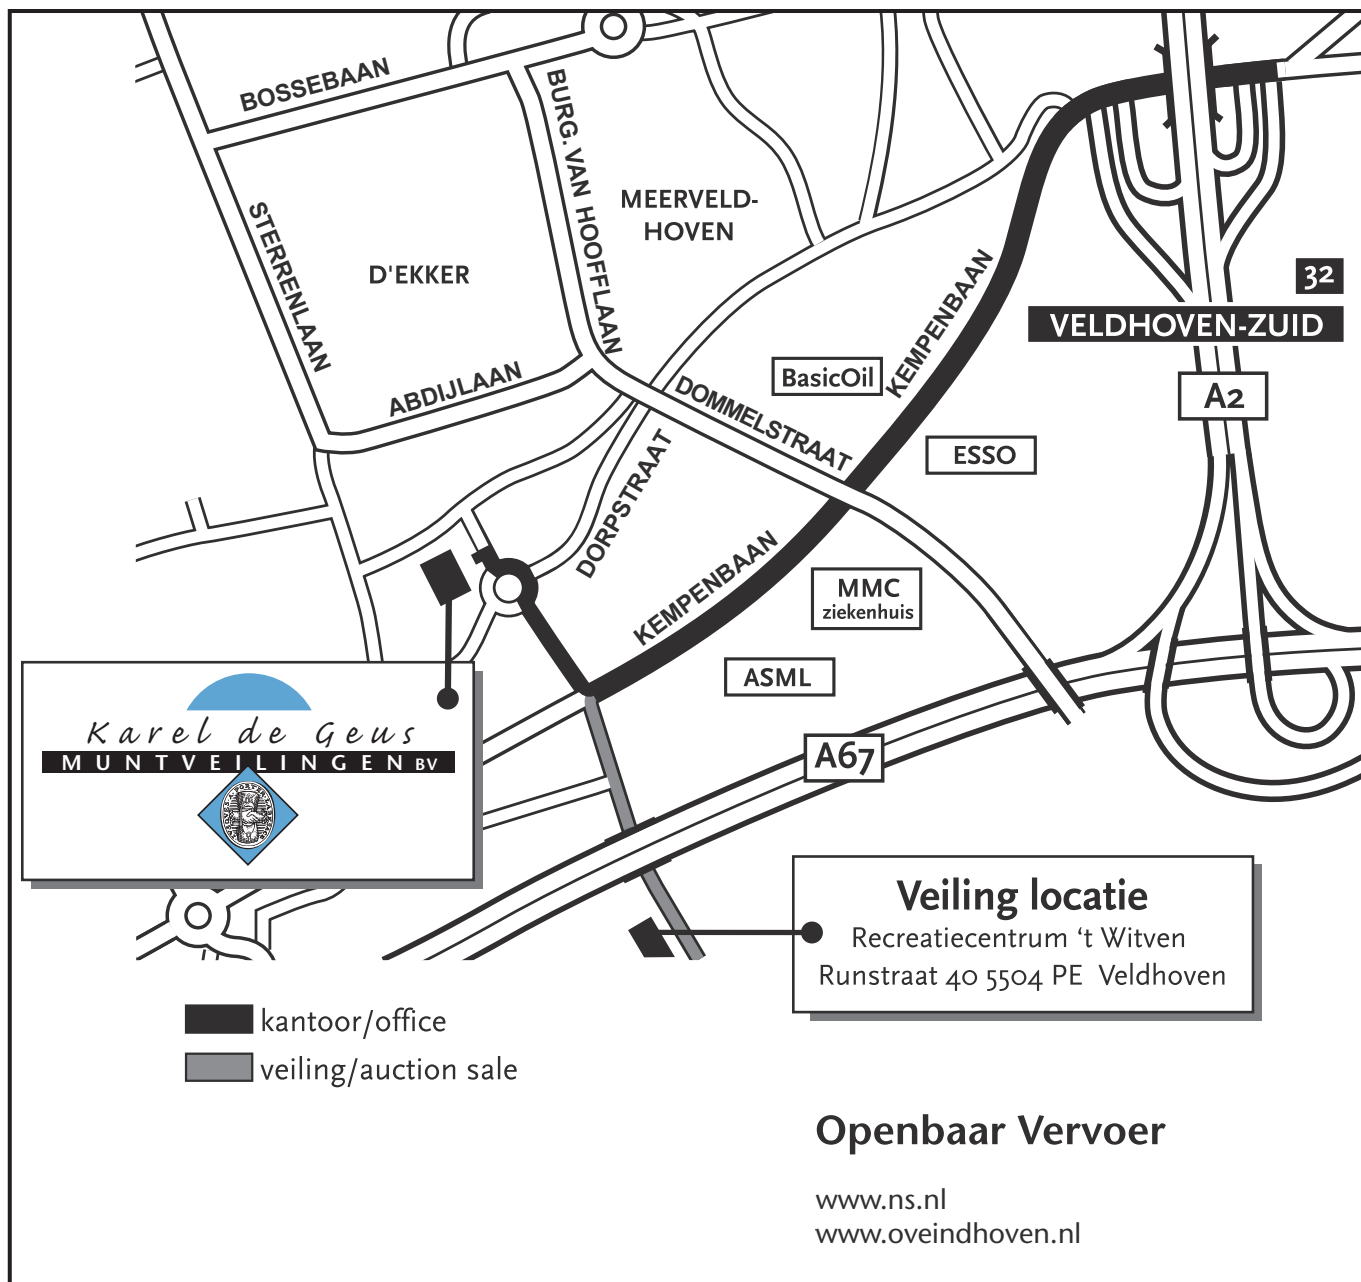 BOSSEBAAN
BURG. VAN HOOFFLAAN
MEERVELD-
HOVEN
STERRENLAAN
D'EKKER
KEMPENBAAN
32
VELDHOVEN-ZUID
ABDIJLAAN
BasicOil
DOMMELSTRAAT
A2
ESSO
DORPSTRAAT
KEMPENBAAN
MMC
ziekenhuis
ASML
Karel de Geus
MUNTVEILINGEN BV
A67
Veiling locatie
Recreatiecentrum ‘t Witven
Runstraat 40 5504 PE Veldhoven
kantoor/office
veiling/auction sale
Openbaar Vervoer
www.ns.nl
www.oveindhoven.nl